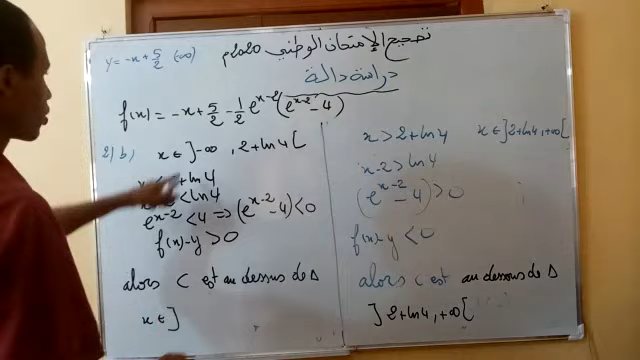 تصحيح الإمتحان الوطني 2020
دراسة دالة
y = -x + 5/2 (-∞)
f(x) = -x + 5/2 - 1/2 e^(x-2) (e^(x-2) - 4)
2) b) x ∈ ]-∞, 2+ln4[
+ln4
<ln4
e^(x-2) < 4 ⇒ (e^(x-2) - 4) < 0
f(x)-y > 0
alors C est au dessus de Δ
x ∈ ]
x > 2+ln4 x ∈ ]2+ln4, +∞[
x-2 > ln4
(e^(x-2) - 4) > 0
f(x)-y < 0
alors C est au dessous de Δ
]2+ln4, +∞[